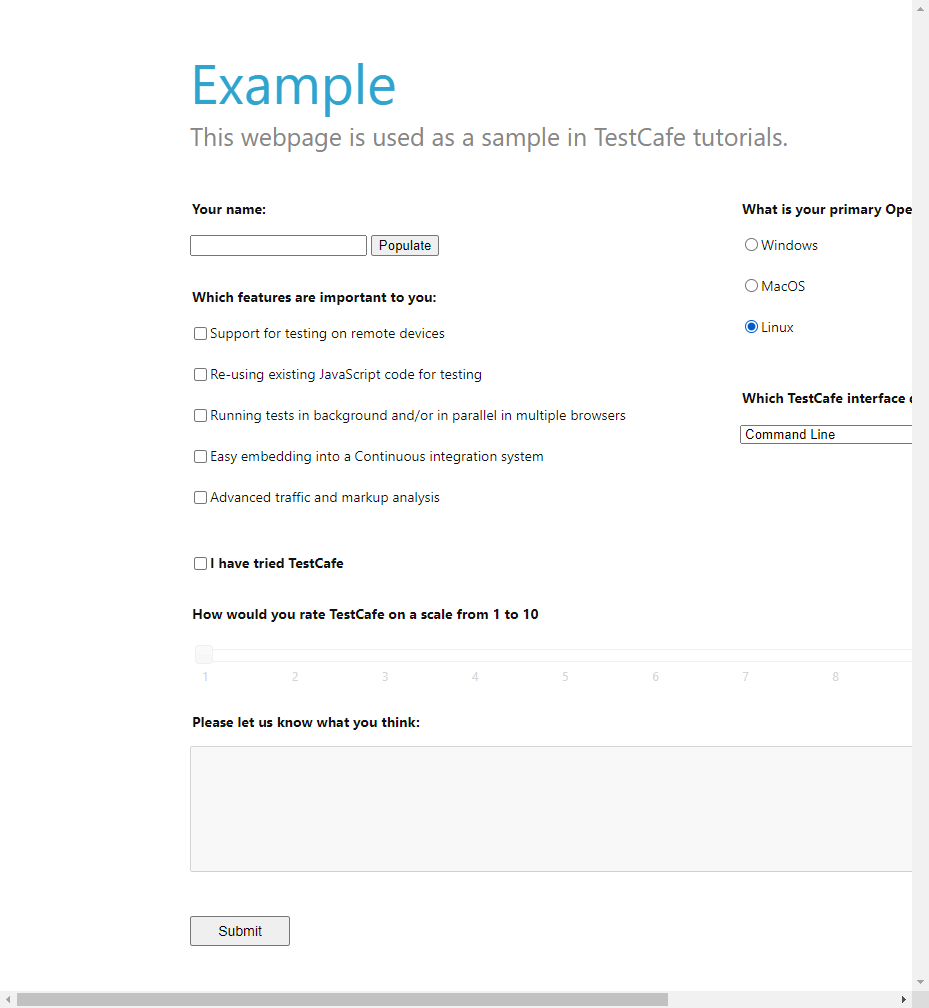 Example
This webpage is used as a sample in TestCafe tutorials.
Your name:
Populate
Which features are important to you:
Support for testing on remote devices
Re-using existing JavaScript code for testing
Running tests in background and/or in parallel in multiple browsers
Easy embedding into a Continuous integration system
Advanced traffic and markup analysis
I have tried TestCafe
What is your primary Ope
Windows
MacOS
Linux
Which TestCafe interface
Command Line
How would you rate TestCafe on a scale from 1 to 10
1 2 3 4 5 6 7 8
Please let us know what you think:
Submit